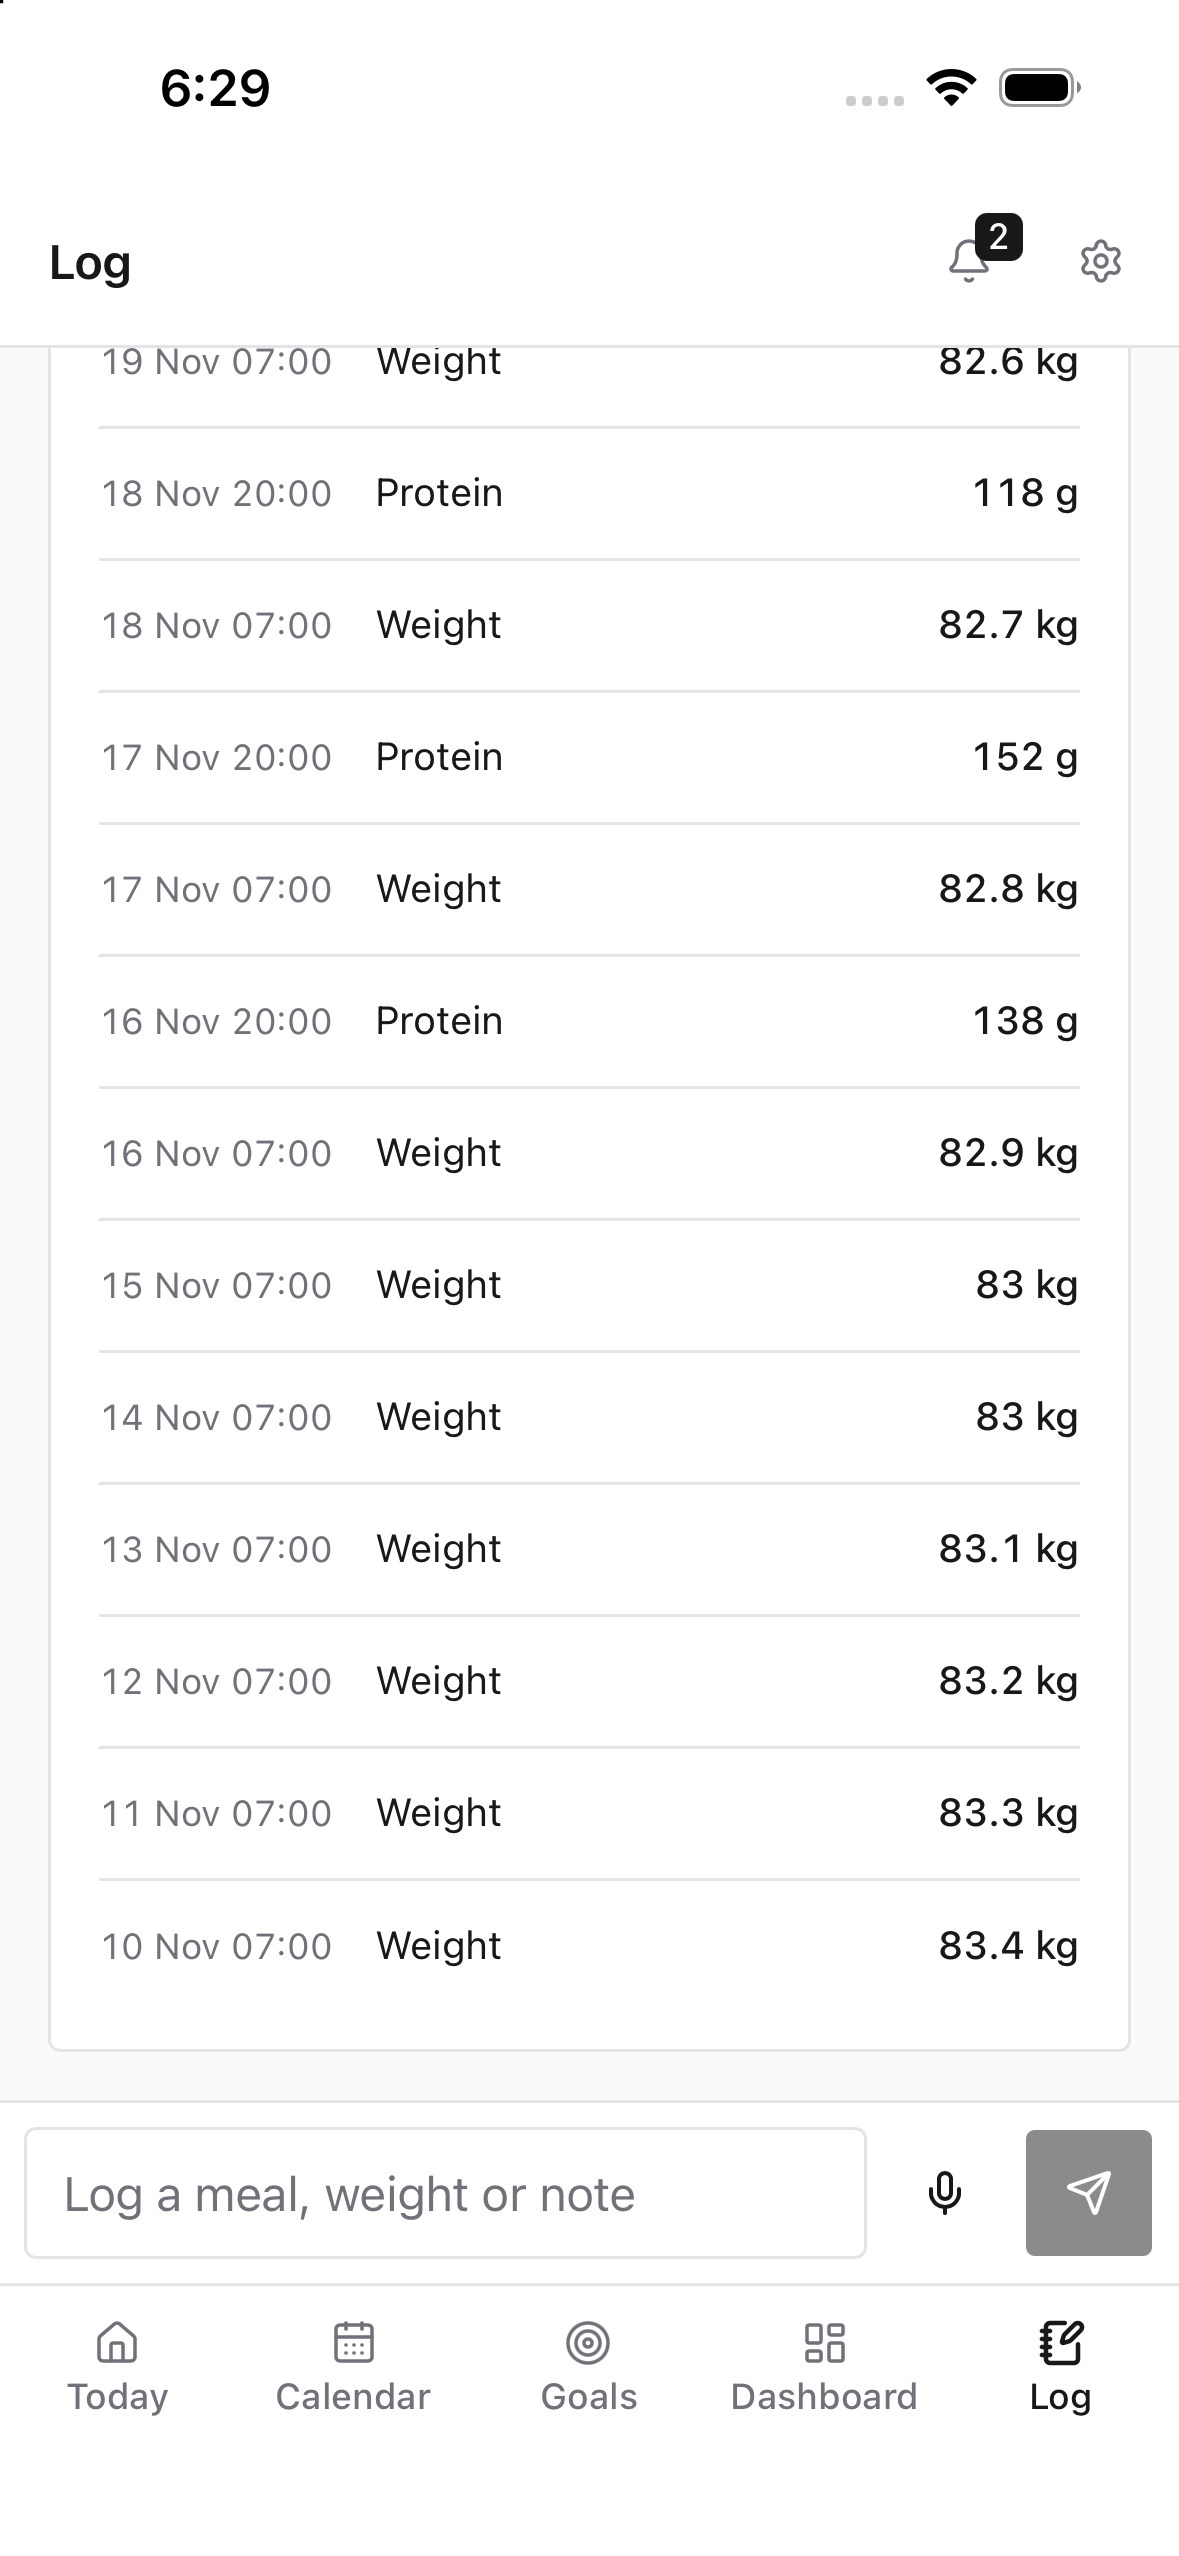 6:29
Log
2
19 Nov 07:00 Weight 82.6 kg
18 Nov 20:00 Protein 118 g
18 Nov 07:00 Weight 82.7 kg
17 Nov 20:00 Protein 152 g
17 Nov 07:00 Weight 82.8 kg
16 Nov 20:00 Protein 138 g
16 Nov 07:00 Weight 82.9 kg
15 Nov 07:00 Weight 83 kg
14 Nov 07:00 Weight 83 kg
13 Nov 07:00 Weight 83.1 kg
12 Nov 07:00 Weight 83.2 kg
11 Nov 07:00 Weight 83.3 kg
10 Nov 07:00 Weight 83.4 kg
Log a meal, weight or note
Today Calendar Goals Dashboard Log